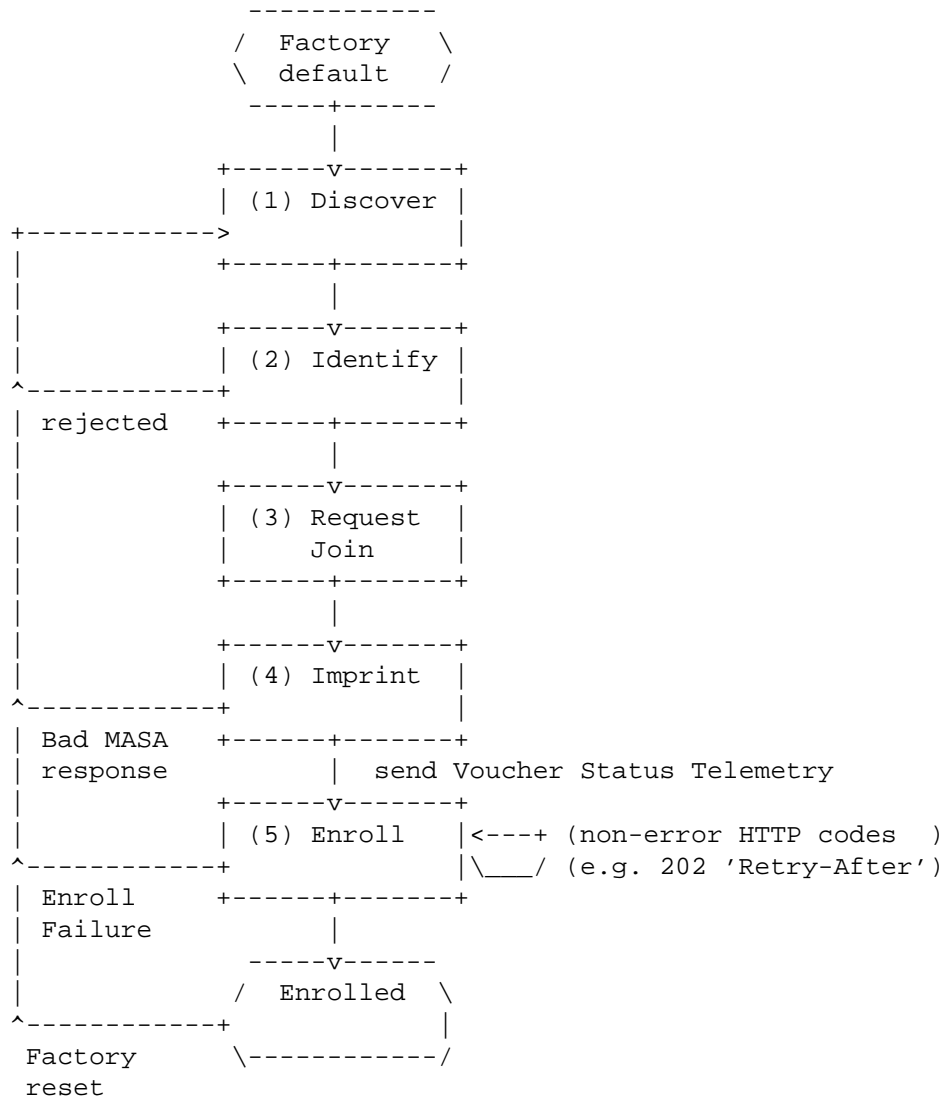 Factory
default
(1) Discover
(2) Identify
rejected
(3) Request
Join
(4) Imprint
Bad MASA
response
send Voucher Status Telemetry
(5) Enroll
(non-error HTTP codes )
(e.g. 202 'Retry-After')
Enroll
Failure
Enrolled
Factory
reset